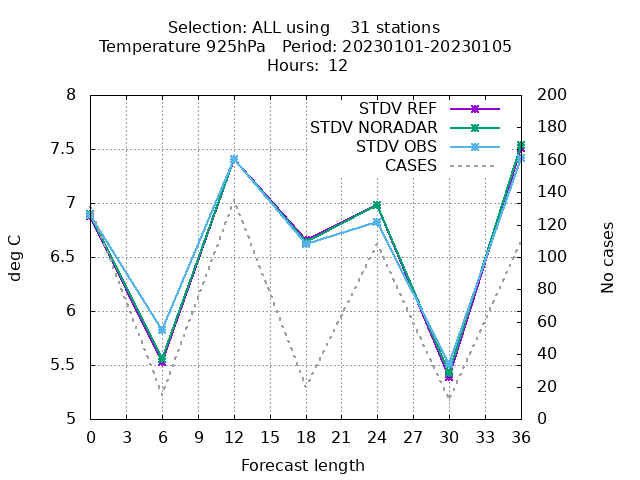 Selection: ALL using    31 stations
Temperature 925hPa   Period: 20230101-20230105
Hours:  12
8 200
STDV REF
STDV NORADAR 180
STDV OBS
CASES
7.5 160
140
7 120
6.5 100
80
6 60
5.5 40
20
5 0
deg C
No cases
0 3 6 9 12 15 18 21 24 27 30 33 36
Forecast length